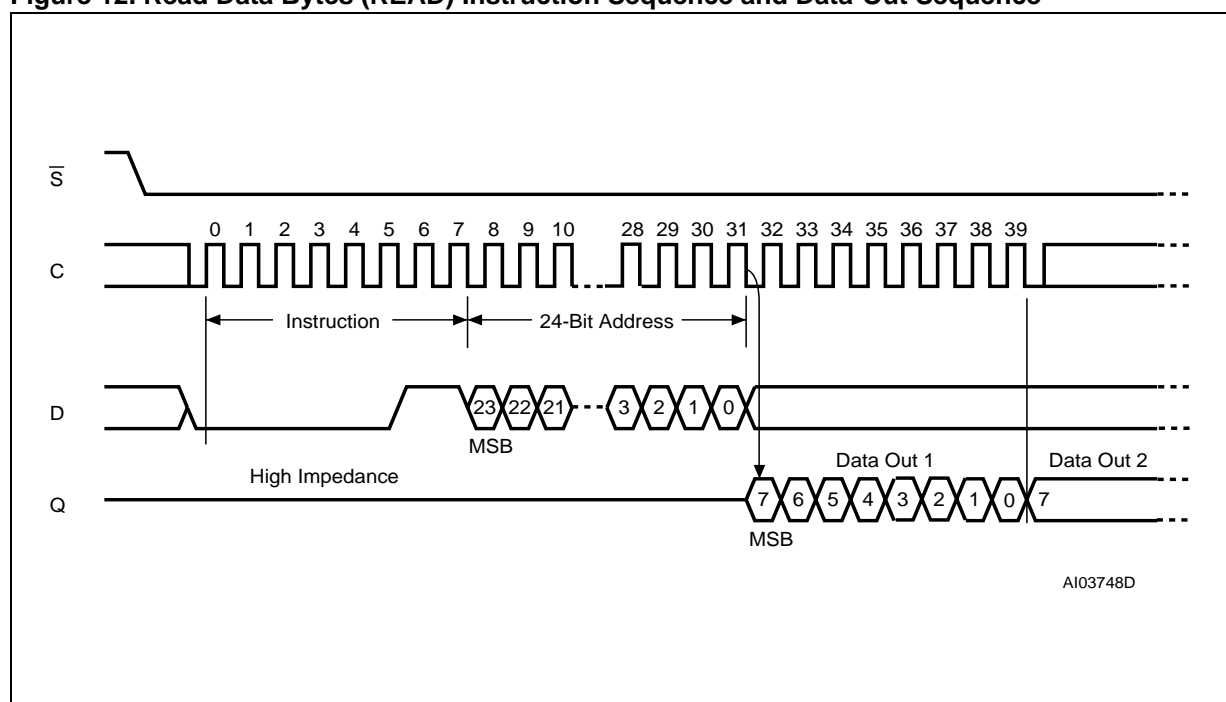 Figure 12. Read Data Bytes (READ) Instruction Sequence and Data-Out Sequence
S
0 1 2 3 4 5 6 7 8 9 10 28 29 30 31 32 33 34 35 36 37 38 39
C
Instruction 24-Bit Address
D 23 22 21 3 2 1 0
MSB
High Impedance Data Out 1 Data Out 2
Q 7 6 5 4 3 2 1 0 7
MSB
AI03748D